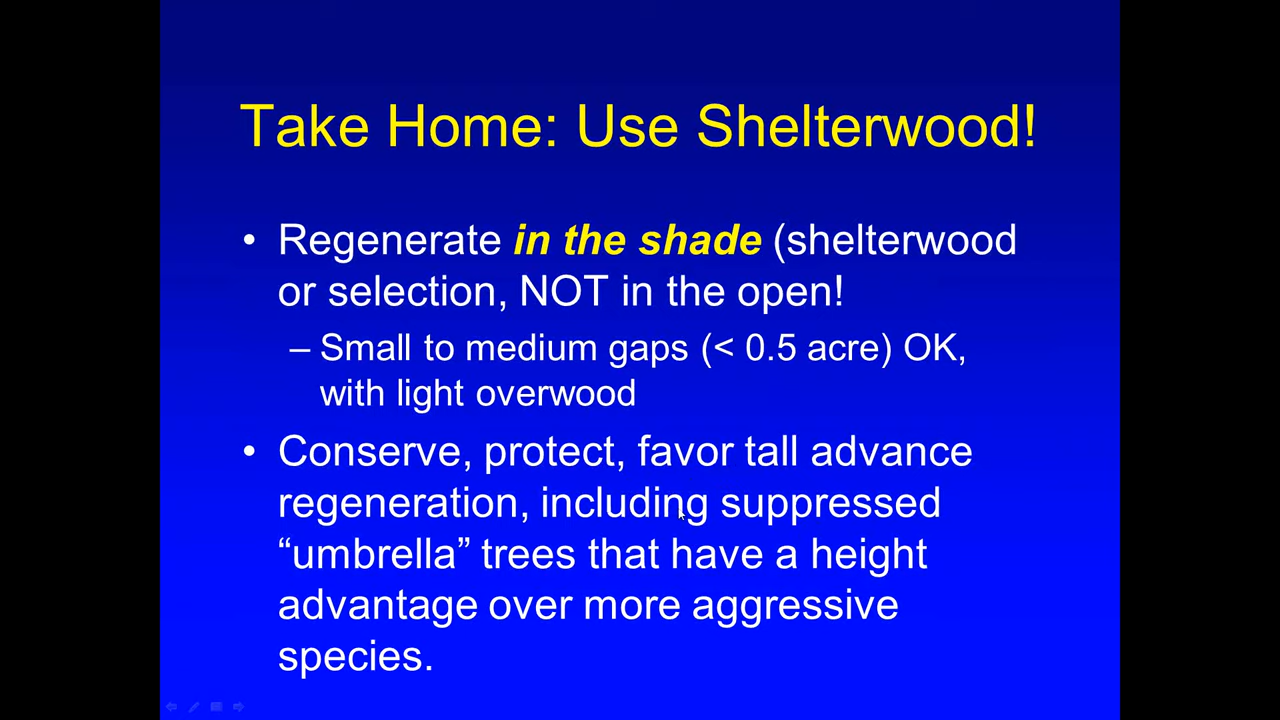 Take Home: Use Shelterwood!
• Regenerate in the shade (shelterwood
or selection, NOT in the open!
– Small to medium gaps (< 0.5 acre) OK,
with light overwood
• Conserve, protect, favor tall advance
regeneration, including suppressed
“umbrella” trees that have a height
advantage over more aggressive
species.